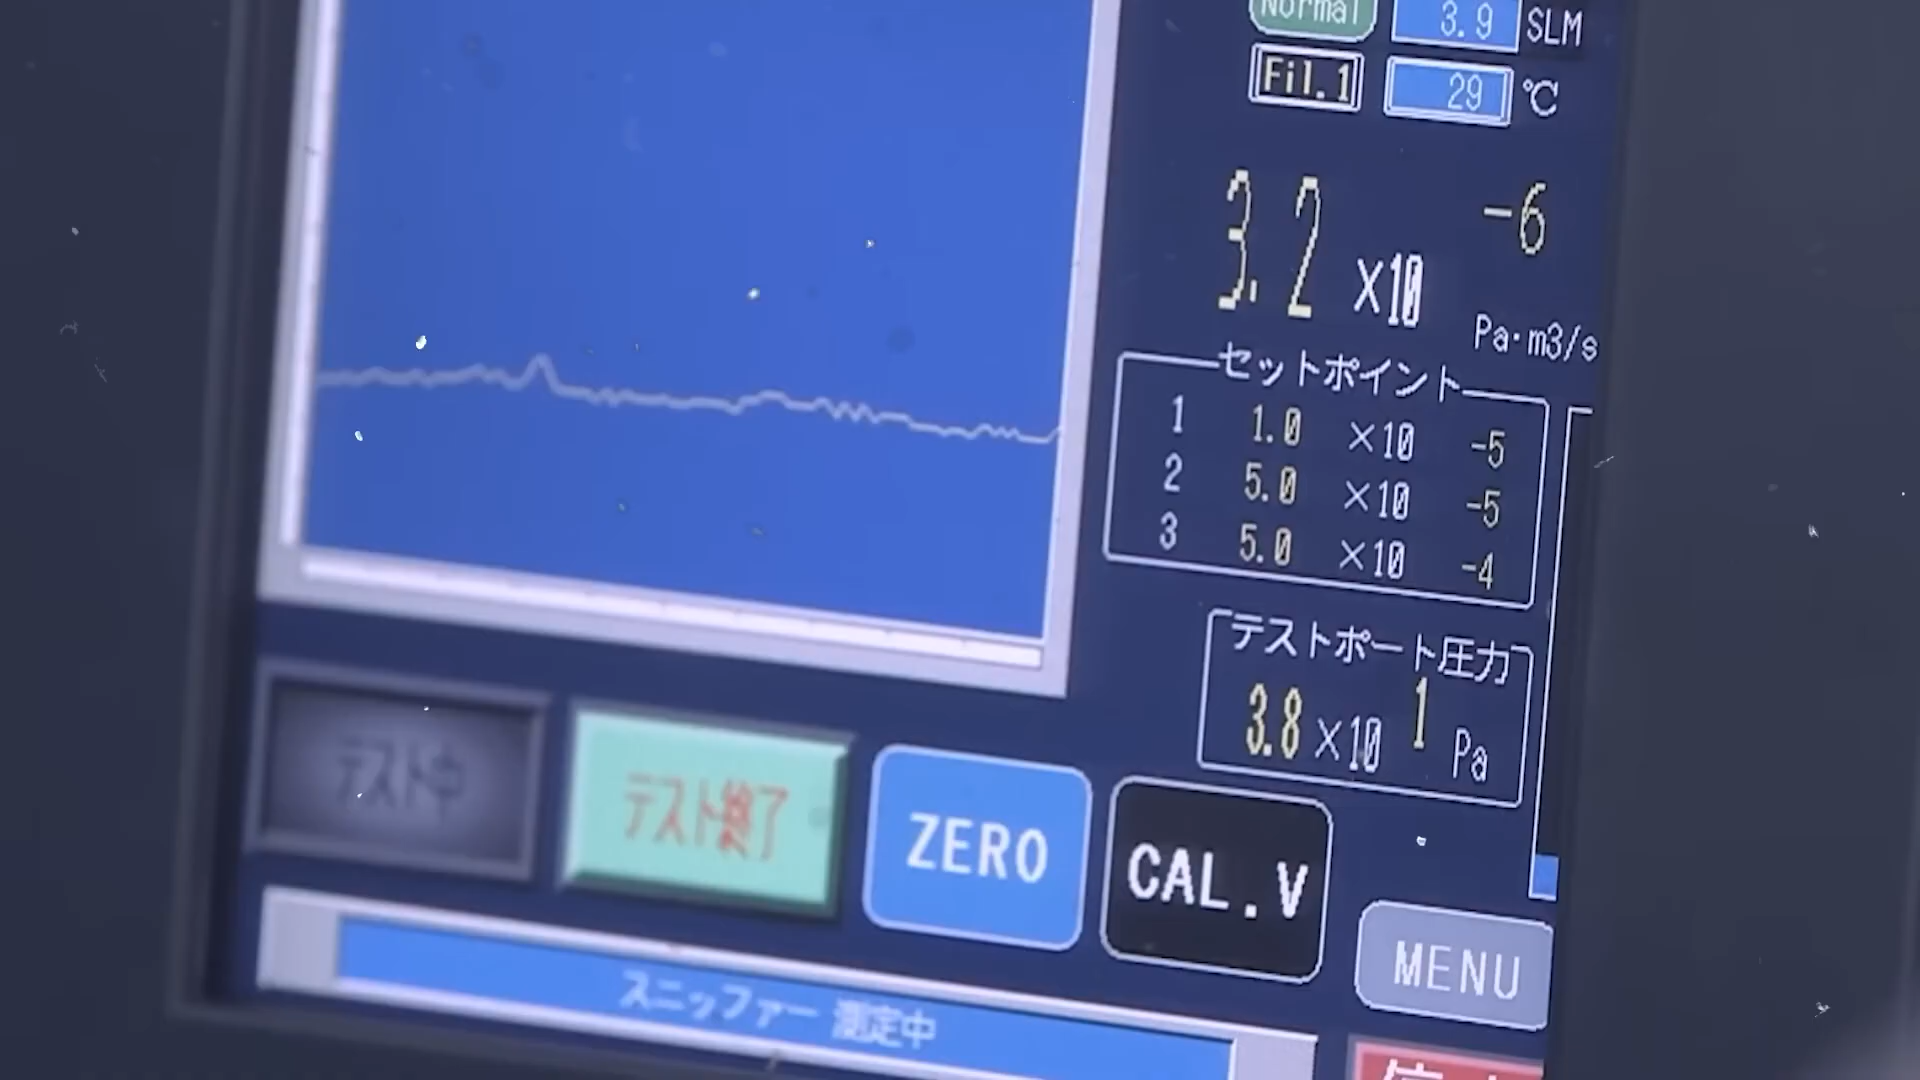 Normal 3.9 SLM
Fil.1 29 ℃
3.2 ×10 -6
Pa·m3/s
セットポイント
1 1.0 ×10 -5
2 5.0 ×10 -5
3 5.0 ×10 -4
テストポート圧力
3.8×10 1 Pa
テスト中
テスト終了
ZERO
CAL.V
MENU
スニッファー 測定中